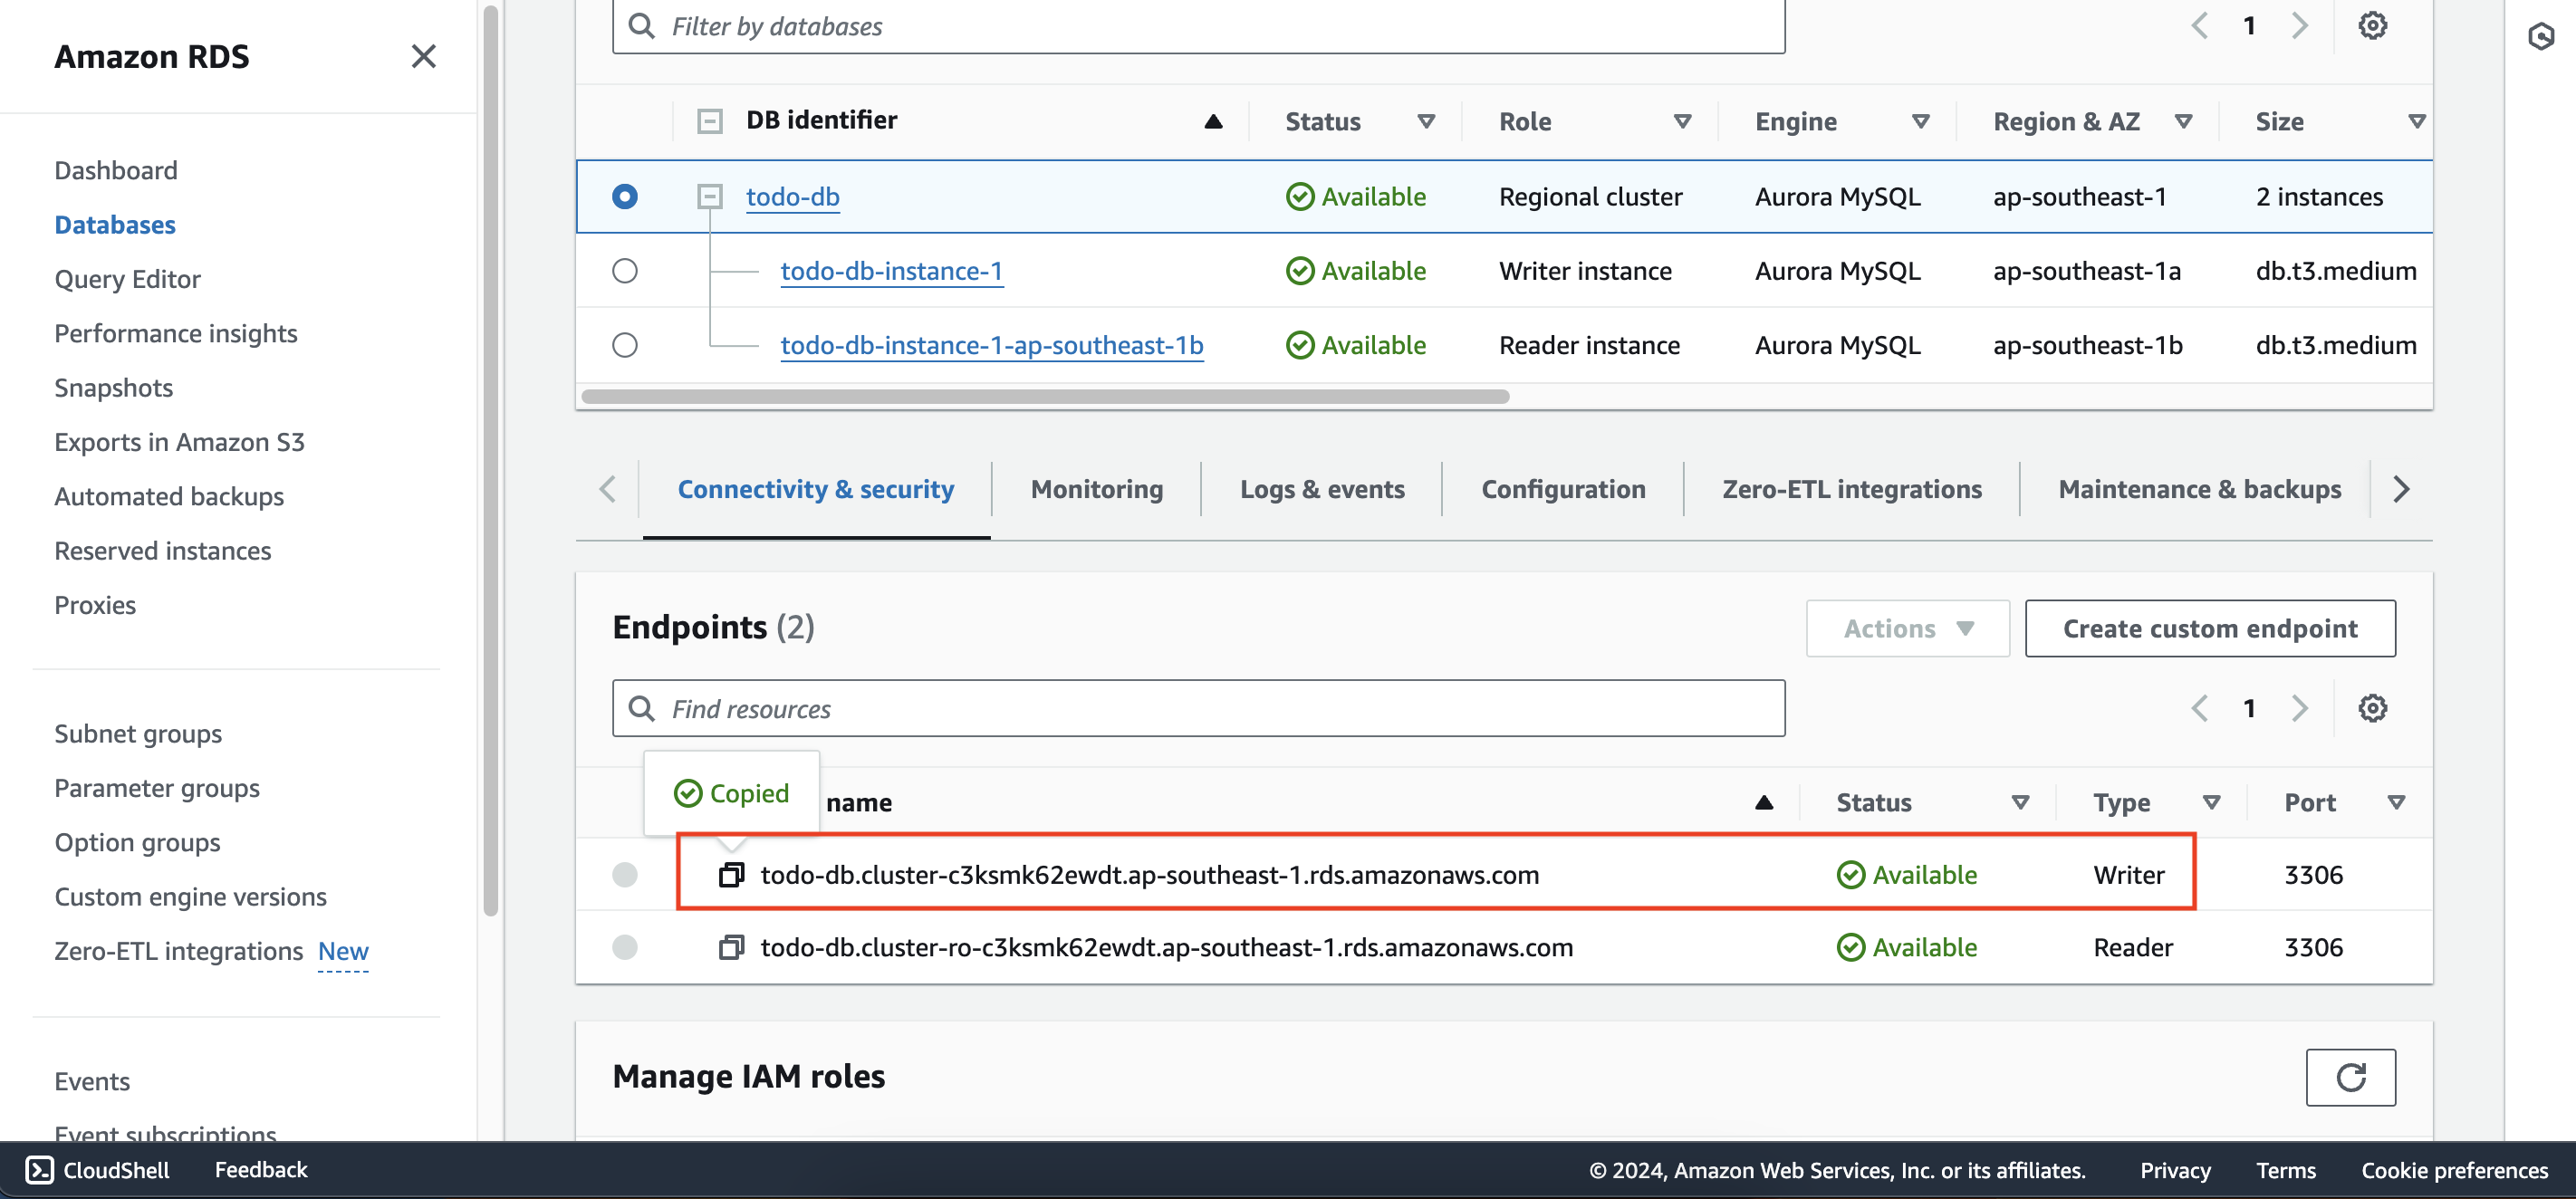 Amazon RDS
Dashboard
Databases
Query Editor
Performance insights
Snapshots
Exports in Amazon S3
Automated backups
Reserved instances
Proxies
Subnet groups
Parameter groups
Option groups
Custom engine versions
Zero-ETL integrations New
Events
Event subscriptions
Filter by databases
1
DB identifier Status Role Engine Region & AZ Size
todo-db Available Regional cluster Aurora MySQL ap-southeast-1 2 instances
todo-db-instance-1 Available Writer instance Aurora MySQL ap-southeast-1a db.t3.medium
todo-db-instance-1-ap-southeast-1b Available Reader instance Aurora MySQL ap-southeast-1b db.t3.medium
Connectivity & security Monitoring Logs & events Configuration Zero-ETL integrations Maintenance & backups
Endpoints (2)
Actions Create custom endpoint
Find resources
1
Copied
name Status Type Port
todo-db.cluster-c3ksmk62ewdt.ap-southeast-1.rds.amazonaws.com Available Writer 3306
todo-db.cluster-ro-c3ksmk62ewdt.ap-southeast-1.rds.amazonaws.com Available Reader 3306
Manage IAM roles
CloudShell Feedback © 2024, Amazon Web Services, Inc. or its affiliates. Privacy Terms Cookie preferences